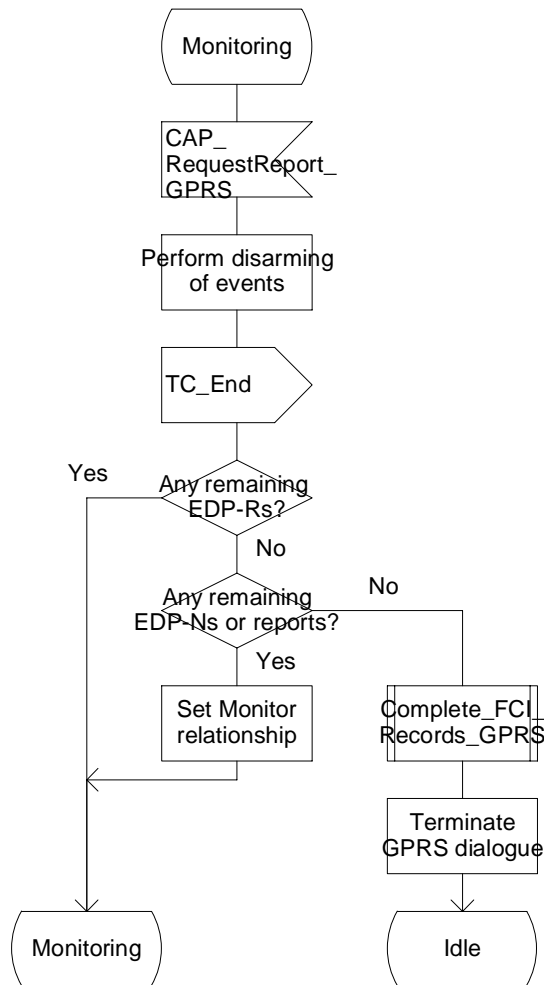 Monitoring
CAP_
RequestReport_
GPRS
Perform disarming
of events
TC_End
Yes
Any remaining
EDP-Rs?
No
Any remaining
EDP-Ns or reports?
No
Yes
Set Monitor
relationship
Complete_FCI_
Records_GPRS
Terminate
GPRS dialogue
Monitoring
Idle